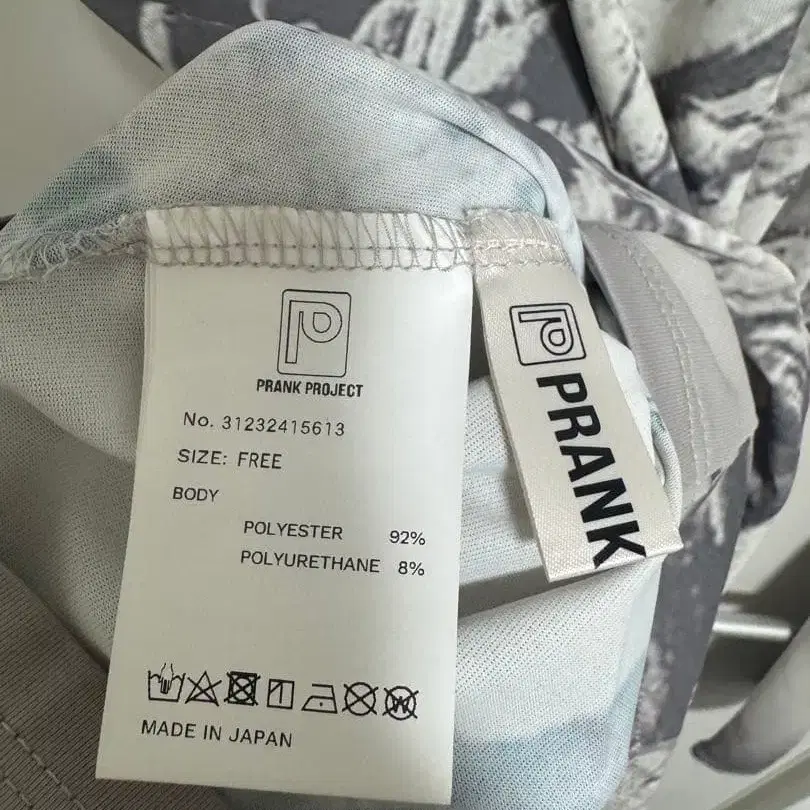 PRANK PROJECT
No. 31232415613
SIZE: FREE
BODY
POLYESTER 92%
POLYURETHANE 8%
MADE IN JAPAN
PRANK